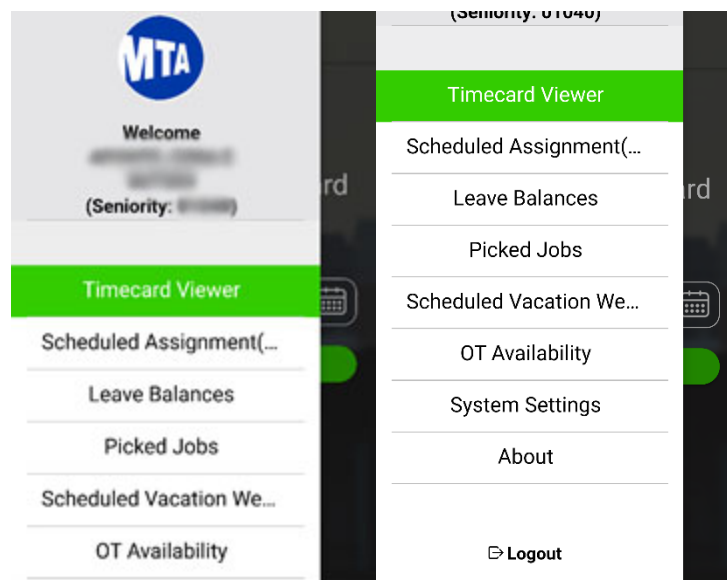 MTA
Welcome
(Seniority:
Timecard Viewer
Scheduled Assignment(...
Leave Balances
Picked Jobs
Scheduled Vacation We...
OT Availability
rd
(Seniority: 01040)
Timecard Viewer
Scheduled Assignment(...
Leave Balances
Picked Jobs
Scheduled Vacation We...
OT Availability
System Settings
About
Logout
rd